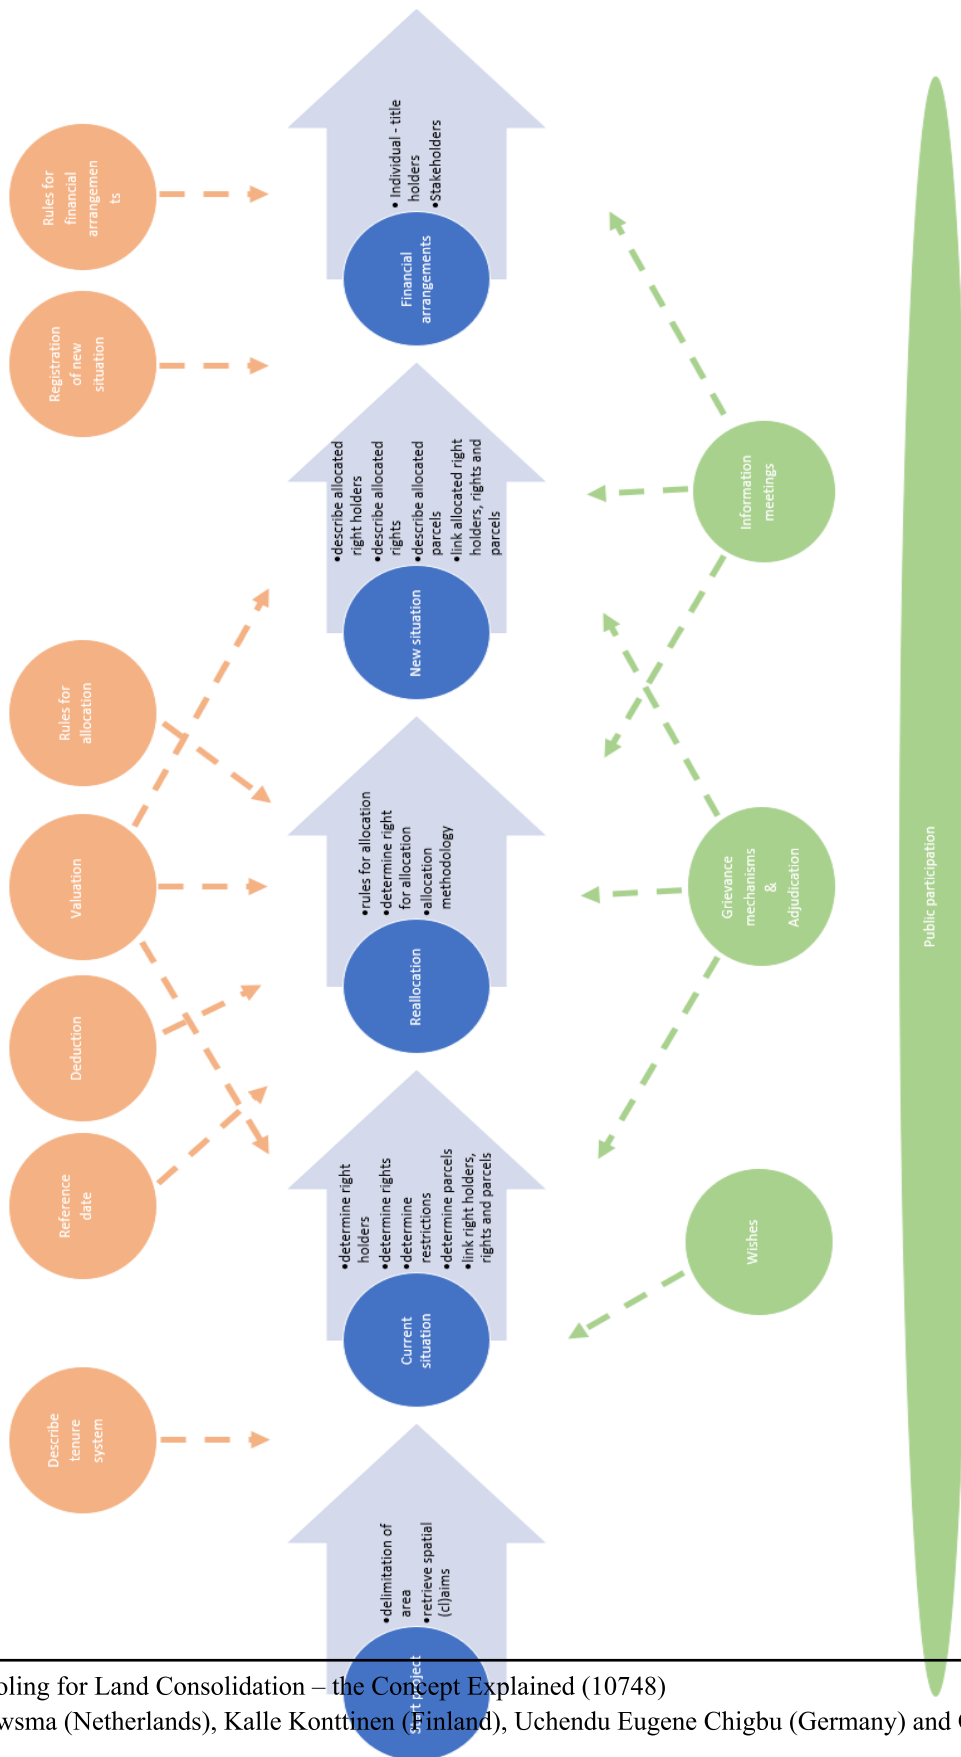 Describe
tenure
system
Reference
date
Deduction
Valuation
Rules for
allocation
Registration
of new
situation
Rules for
financial
arrangemen
ts
Start project
•delimitation of
area
•retrieve spatial
(cl)aims
Current
situation
•determine right
holders
•determine rights
•determine
restrictions
•determine parcels
•link right holders,
rights and parcels
Reallocation
•rules for allocation
•determine right
for allocation
•allocation
methodology
New situation
•describe allocated
right holders
•describe allocated
rights
•describe allocated
parcels
•link allocated right
holders, rights and
parcels
Financial
arrangements
• Individual - title
holders
•Stakeholders
Wishes
Grievance
mechanisms
&
Adjudication
Information
meetings
Public participation
oling for Land Consolidation – the Concept Explained (10748)
wsma (Netherlands), Kalle Konttinen (Finland), Uchendu Eugene Chigbu (Germany) and